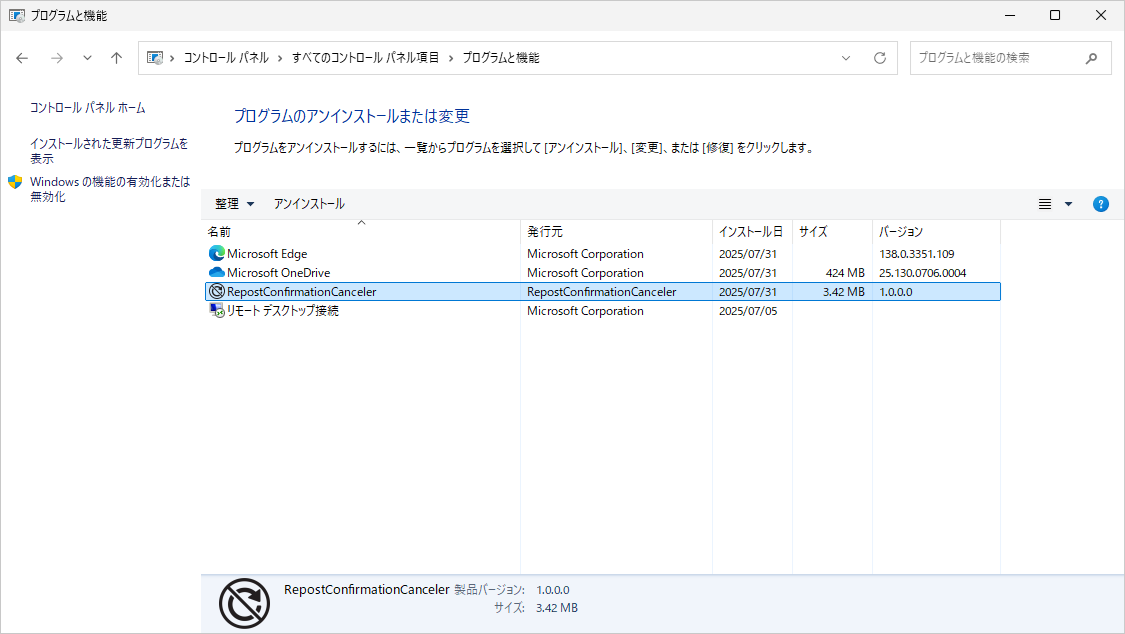 プログラムと機能
コントロール パネル › すべてのコントロール パネル項目 › プログラムと機能
プログラムと機能の検索
コントロール パネル ホーム
インストールされた更新プログラムを
表示
Windows の機能の有効化または
無効化
プログラムのアンインストールまたは変更
プログラムをアンインストールするには、一覧からプログラムを選択して [アンインストール]、[変更]、または [修復] をクリックします。
整理 アンインストール
名前 発行元 インストール日 サイズ バージョン
Microsoft Edge Microsoft Corporation 2025/07/31 138.0.3351.109
Microsoft OneDrive Microsoft Corporation 2025/07/31 424 MB 25.130.0706.0004
RepostConfirmationCanceler RepostConfirmationCanceler 2025/07/31 3.42 MB 1.0.0.0
リモート デスクトップ接続 Microsoft Corporation 2025/07/05
RepostConfirmationCanceler 製品バージョン: 1.0.0.0
サイズ: 3.42 MB